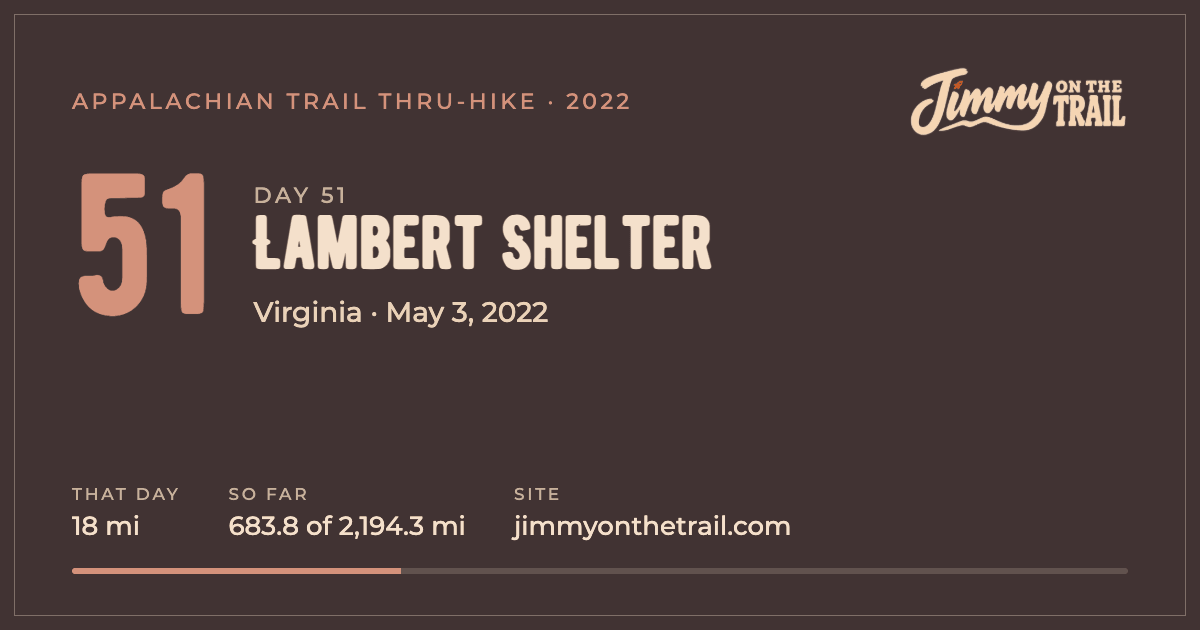 APPALACHIAN TRAIL THRU-HIKE · 2022
Jimmy ON THE TRAIL
51
DAY 51
LAMBERT SHELTER
Virginia · May 3, 2022
THAT DAY
18 mi
SO FAR
683.8 of 2,194.3 mi
SITE
jimmyonthetrail.com